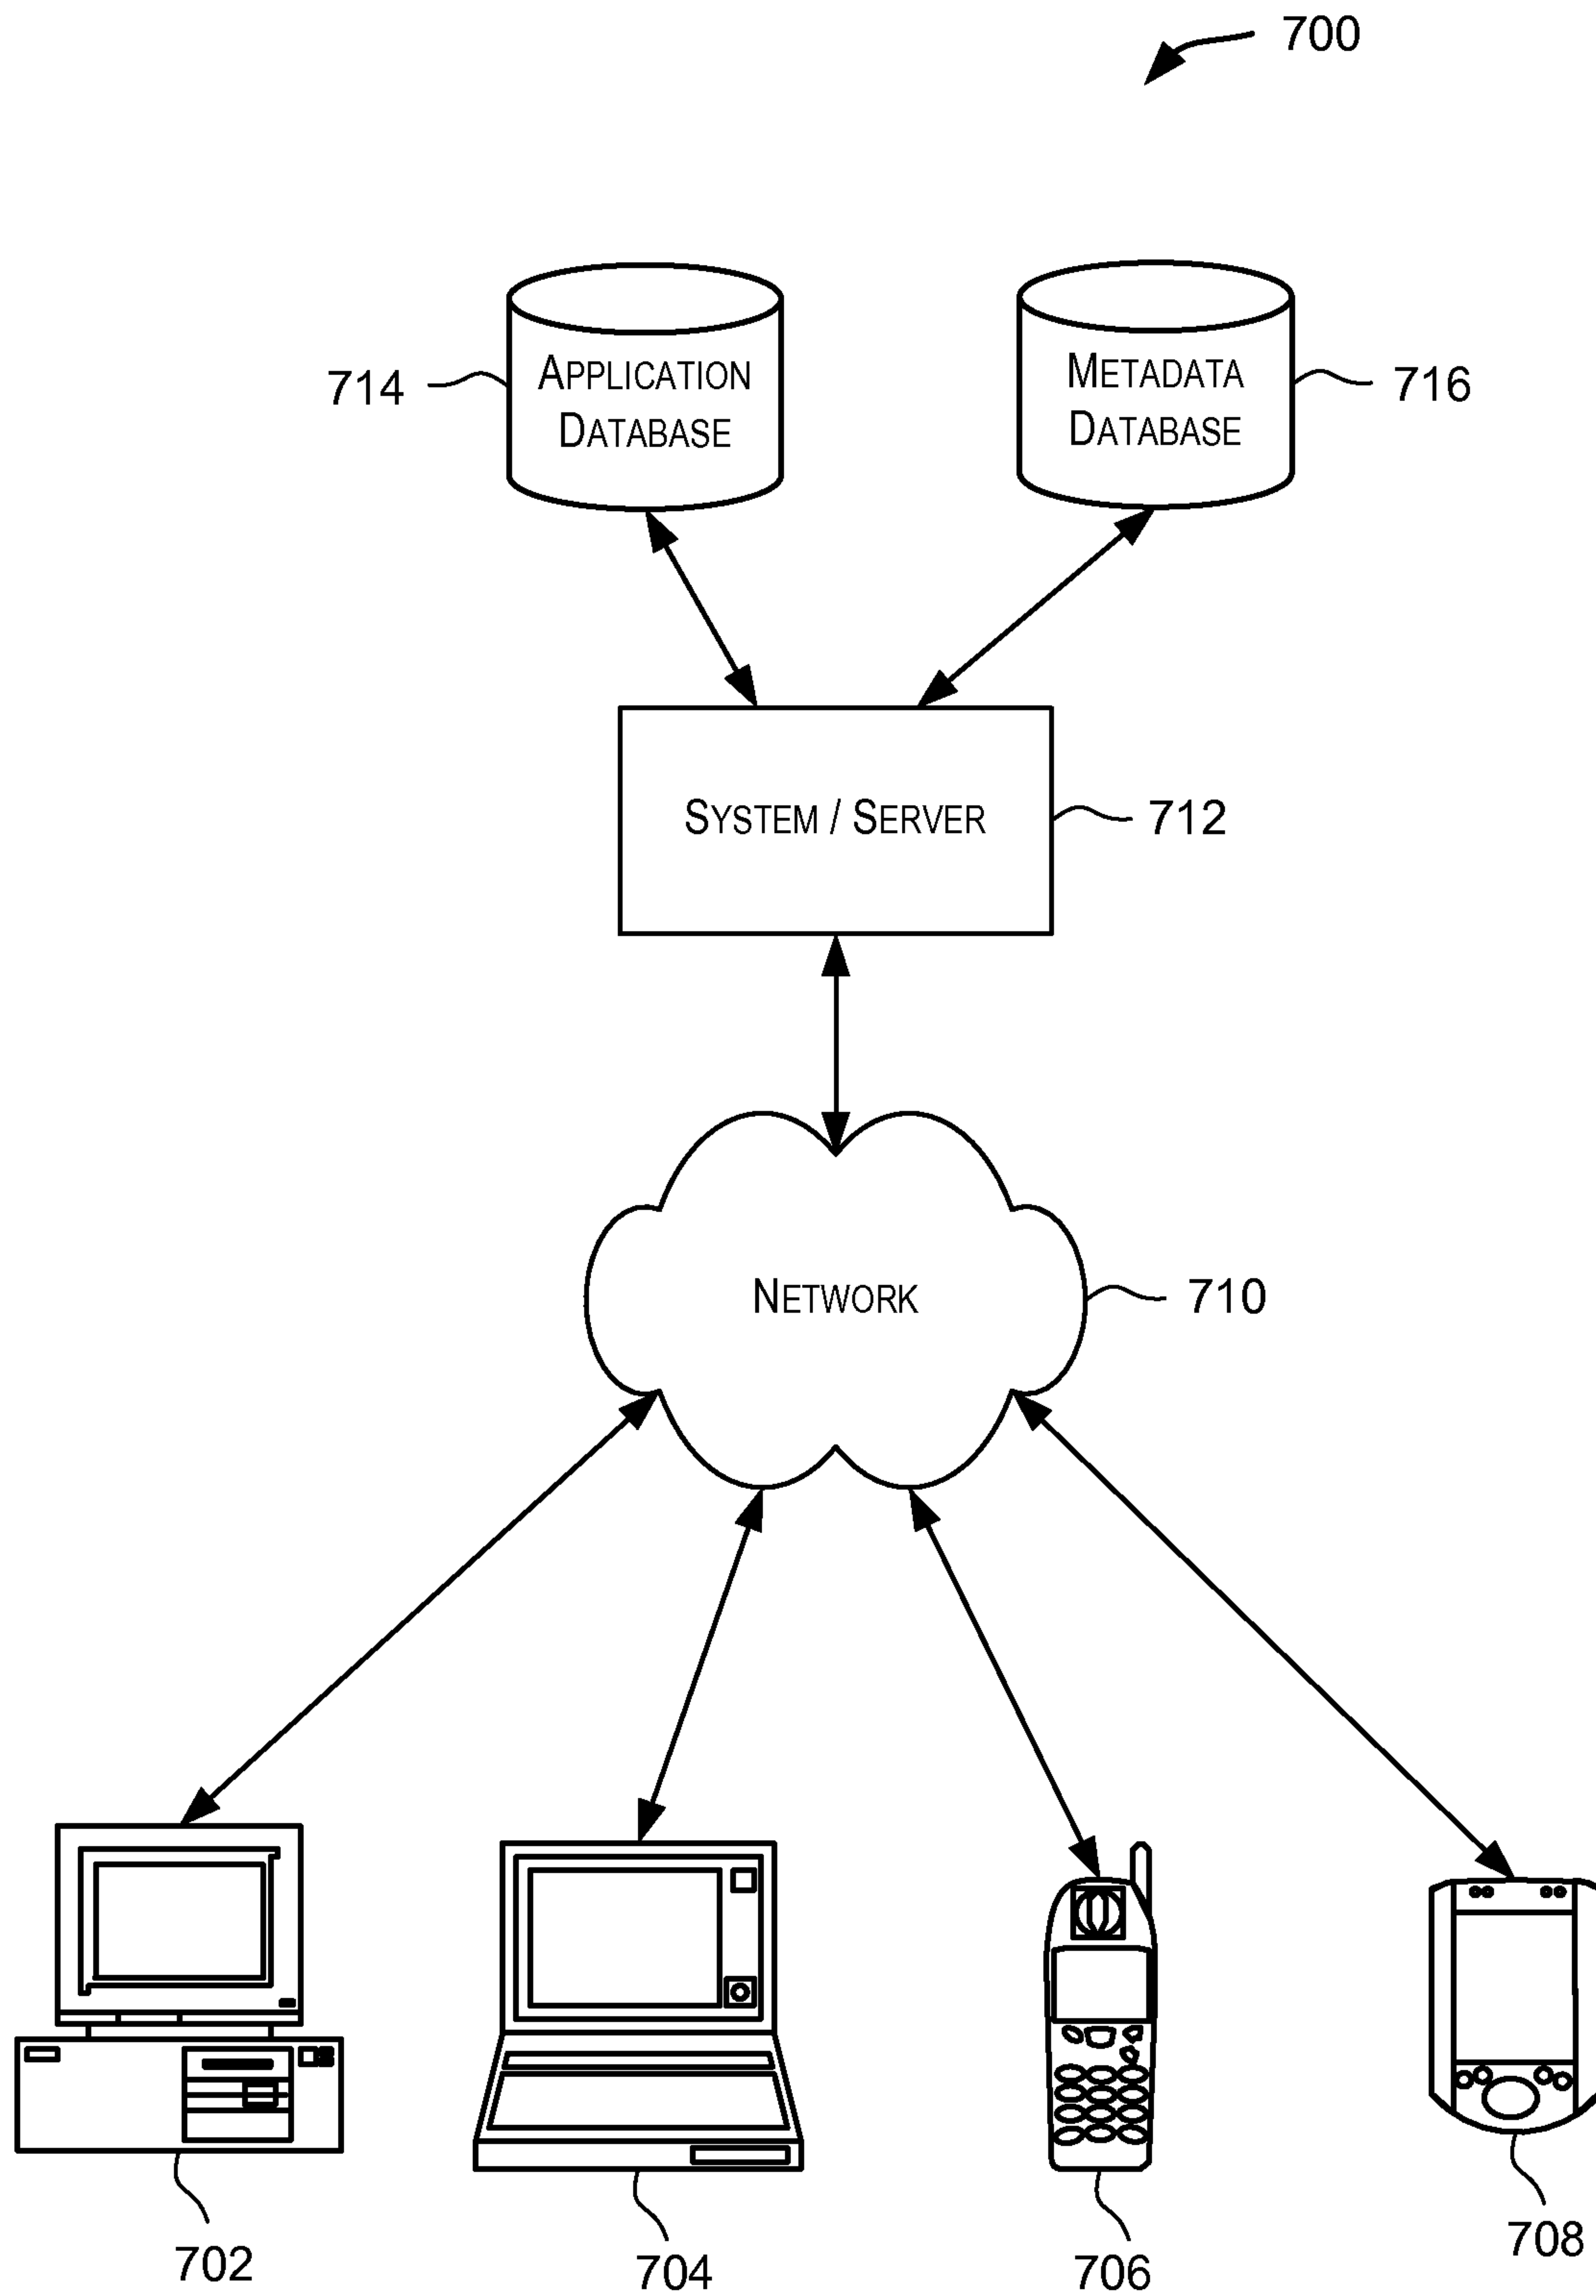 700
714
APPLICATION
DATABASE
METADATA
DATABASE
716
SYSTEM / SERVER
712
NETWORK
710
702
704
706
708